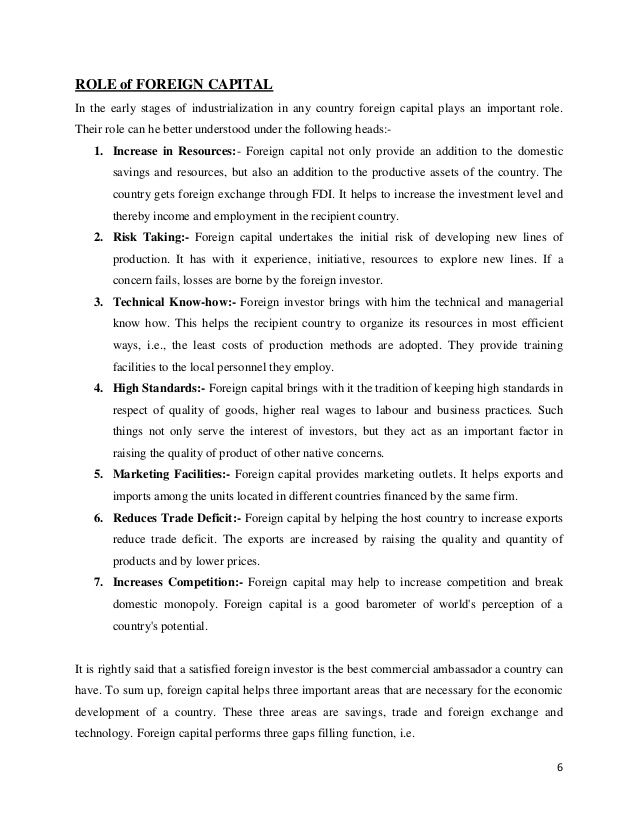 ROLE of FOREIGN CAPITAL
In the early stages of industrialization in any country foreign capital plays an important role.
Their role can he better understood under the following heads:-
1. Increase in Resources:- Foreign capital not only provide an addition to the domestic
savings and resources, but also an addition to the productive assets of the country. The
country gets foreign exchange through FDI. It helps to increase the investment level and
thereby income and employment in the recipient country.
2. Risk Taking:- Foreign capital undertakes the initial risk of developing new lines of
production. It has with it experience, initiative, resources to explore new lines. If a
concern fails, losses are borne by the foreign investor.
3. Technical Know-how:- Foreign investor brings with him the technical and managerial
know how. This helps the recipient country to organize its resources in most efficient
ways, i.e., the least costs of production methods are adopted. They provide training
facilities to the local personnel they employ.
4. High Standards:- Foreign capital brings with it the tradition of keeping high standards in
respect of quality of goods, higher real wages to labour and business practices. Such
things not only serve the interest of investors, but they act as an important factor in
raising the quality of product of other native concerns.
5. Marketing Facilities:- Foreign capital provides marketing outlets. It helps exports and
imports among the units located in different countries financed by the same firm.
6. Reduces Trade Deficit:- Foreign capital by helping the host country to increase exports
reduce trade deficit. The exports are increased by raising the quality and quantity of
products and by lower prices.
7. Increases Competition:- Foreign capital may help to increase competition and break
domestic monopoly. Foreign capital is a good barometer of world's perception of a
country's potential.
It is rightly said that a satisfied foreign investor is the best commercial ambassador a country can
have. To sum up, foreign capital helps three important areas that are necessary for the economic
development of a country. These three areas are savings, trade and foreign exchange and
technology. Foreign capital performs three gaps filling function, i.e.
6